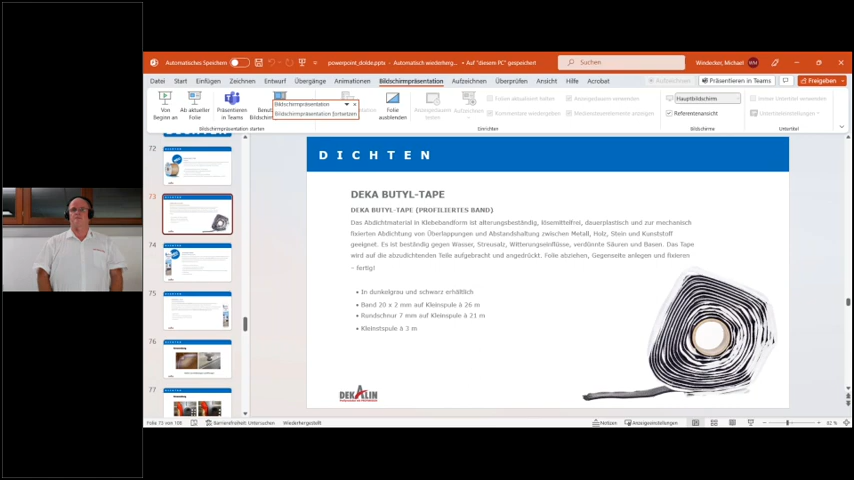 Automatisches Speichern
powerpoint_dolde.ppts • Automatisch wiederherg... • Auf "diesem PC" gespeichert
Suchen
Windecker, Michael
Datei Start Einfügen Zeichnen Entwurf Übergänge Animationen Bildschirmpräsentation Aufzeichnen Überprüfen Ansicht Hilfe Acrobat
Aufzeichnen
Präsentieren in Teams
Freigeben
Von Beginn an
Ab aktueller Folie
Präsentieren in Teams
Bildschirmpräsentation
Bildschirmpräsentation
Folie ausblenden
Aufzeichnen
Hauptbildschirm
Referentenansicht
Bildschirmpräsentation starten
Einrichten
Bildschirme
Untertitel
72
73
74
75
76
77
DICHTEN
DEKA BUTYL-TAPE
DEKA BUTYL-TAPE (PROFILIERTES BAND)
Das Abdichtmaterial in Klebebandform ist alterungsbeständig, lösemittelfrei, dauerplastisch und zur mechanisch
fixierten Abdichtung von Überlappungen und Abstandshaltung zwischen Metall, Holz, Stein und Kunststoff
geeignet. Es ist beständig gegen Wasser, Streusalz, Witterungseinflüsse, verdünnte Säuren und Basen. Das Tape
wird auf die abzudichtenden Teile aufgebracht und angedrückt. Folie abziehen, Gegenseite anlegen und fixieren
– fertig!
• In dunkelgrau und schwarz erhältlich
• Band 20 x 2 mm auf Kleinspule à 26 m
• Rundschnur 7 mm auf Kleinspule à 21 m
• Kleinstspule à 3 m
DEKALIN
Folie 73 von 108
Barrierefreiheit: Untersuchen
Wiederhergestellt
Notizen
Anzeigeeinstellungen
82 %